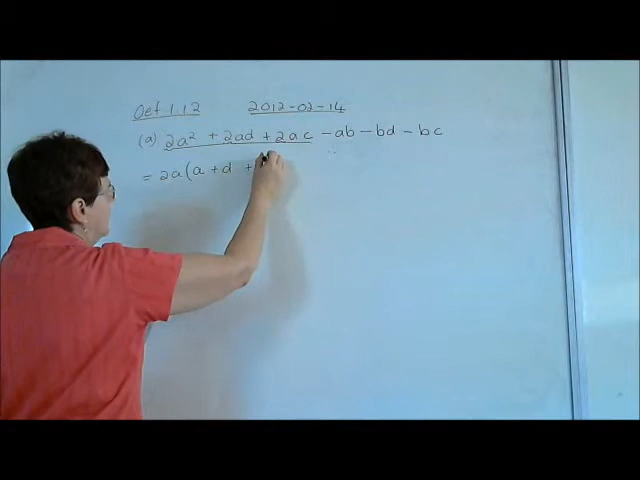 Oef 1.12 2012-02-14
(a) 2a² + 2ad + 2ac - ab - bd - bc
= 2a(a + d +